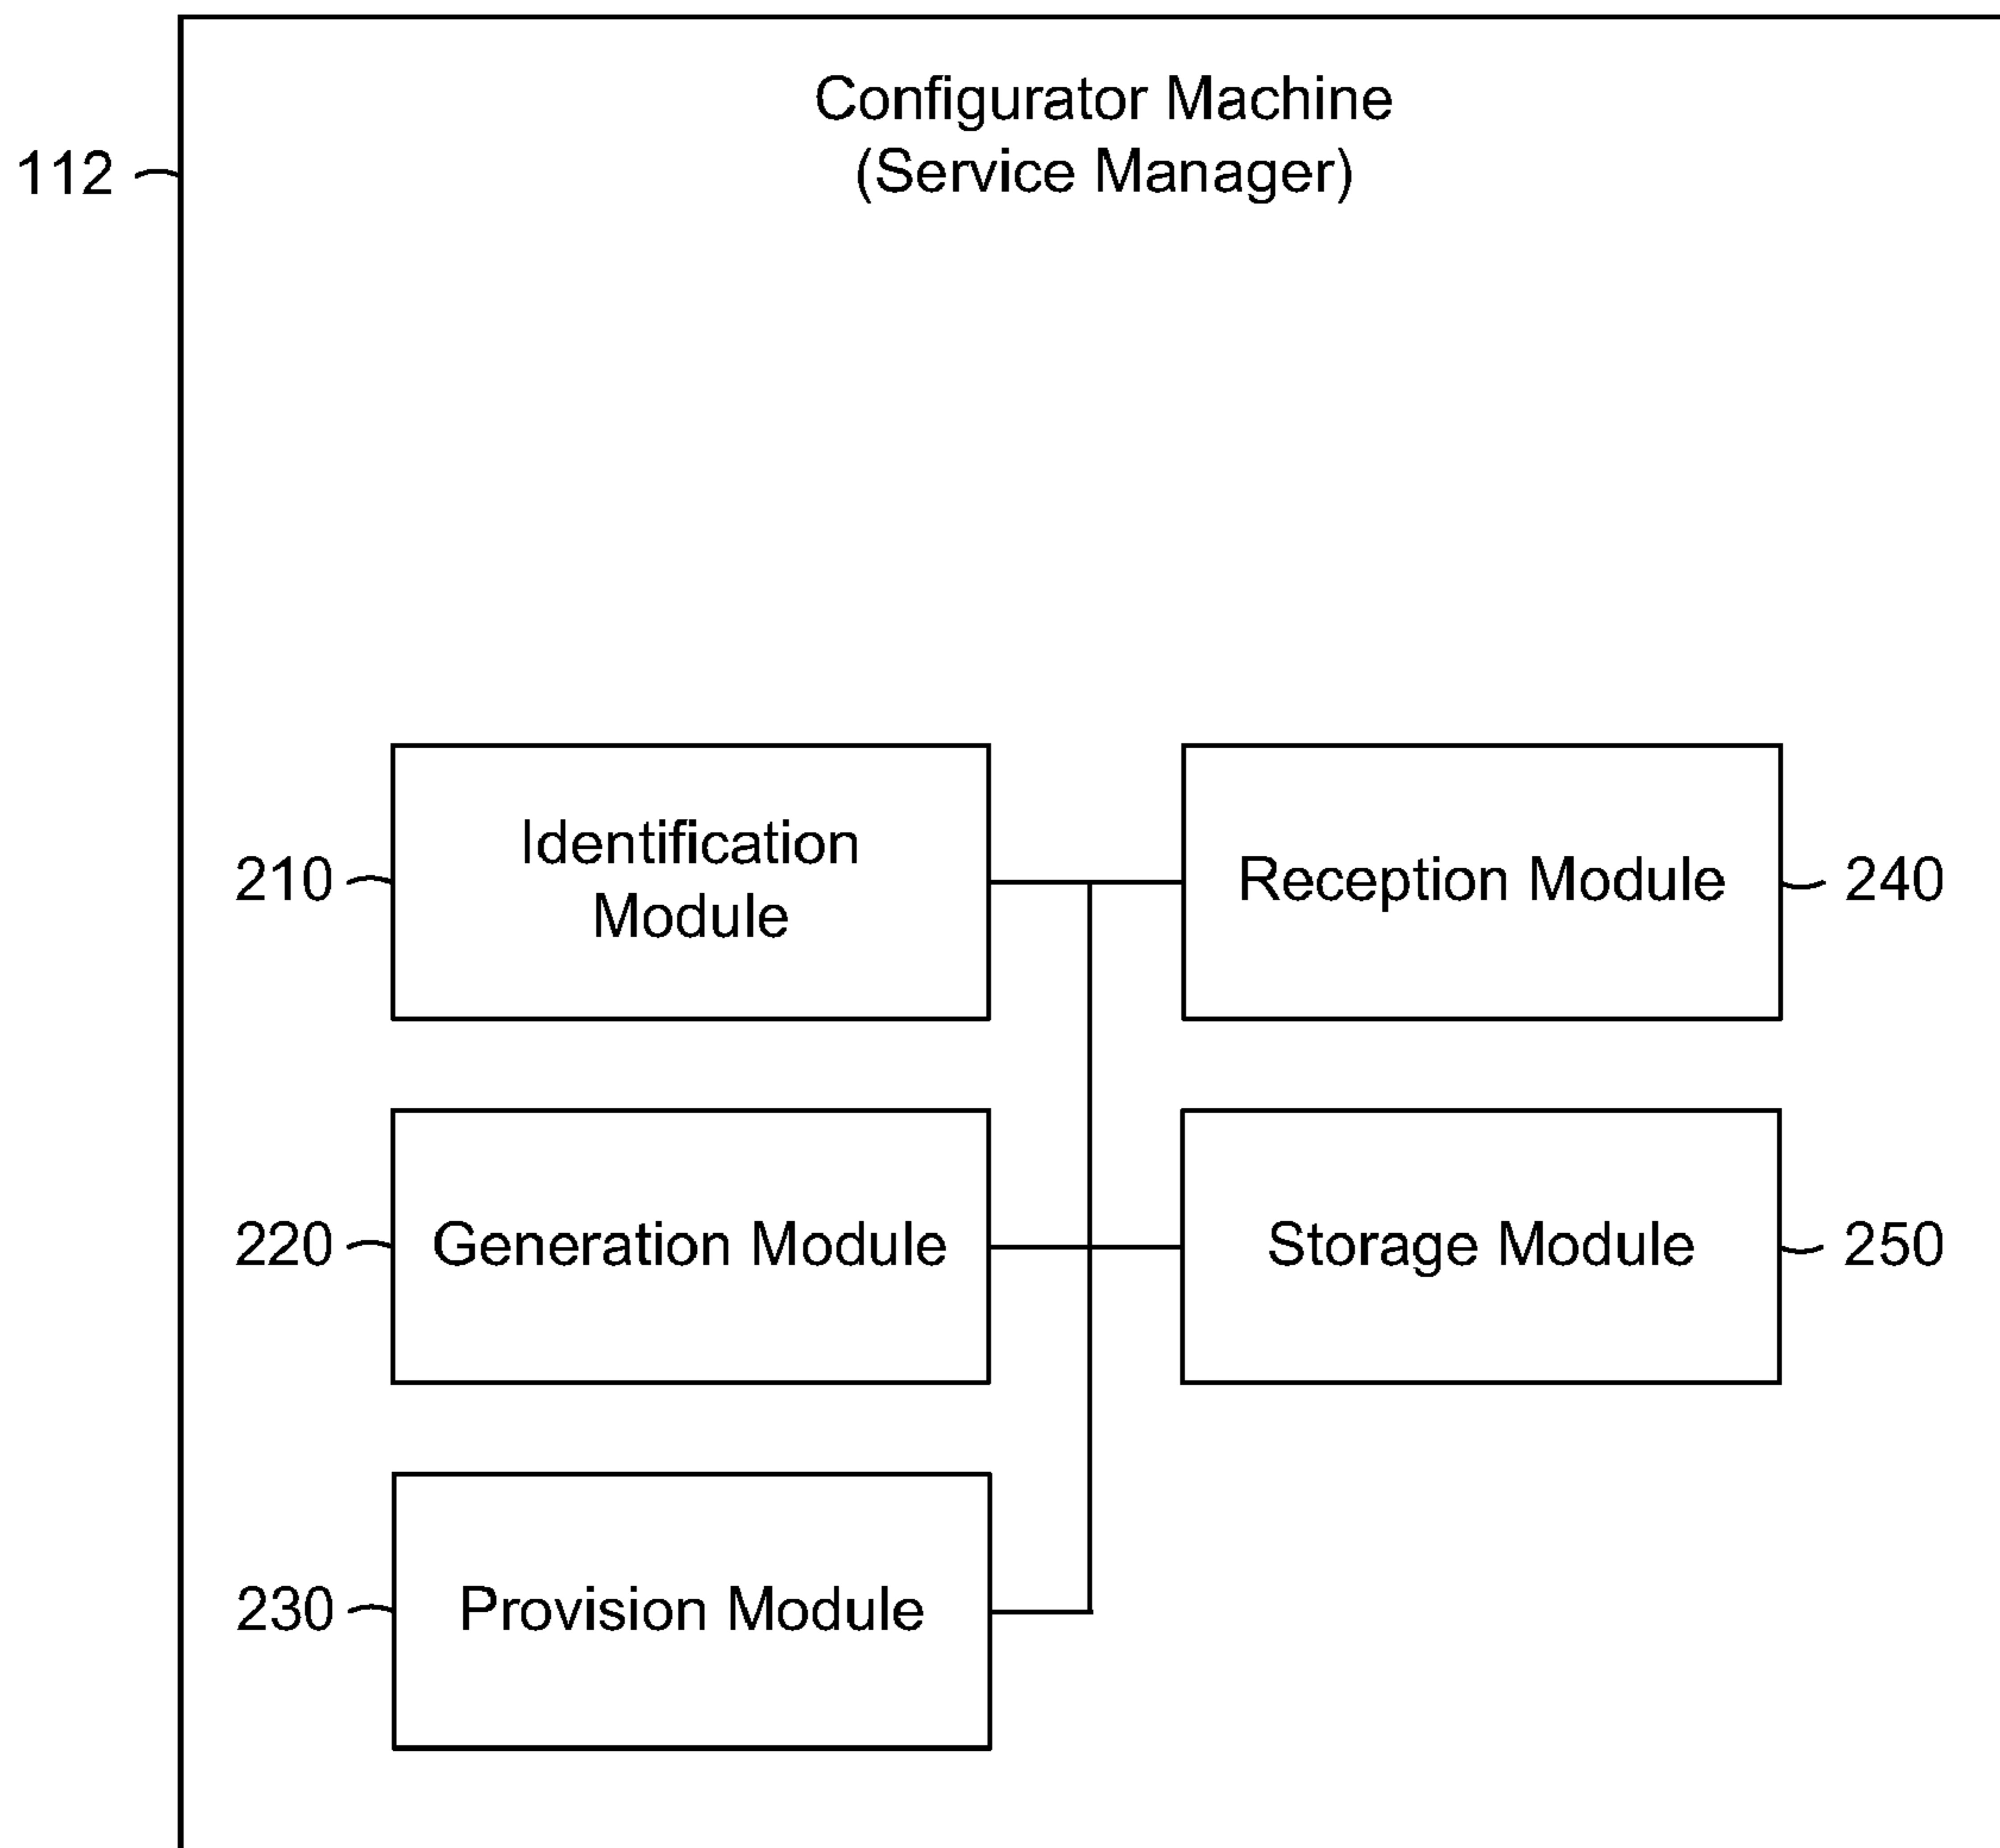 Configurator Machine
(Service Manager)
112
Identification
Module
210
Reception Module
240
220
Generation Module
Storage Module
250
230
Provision Module